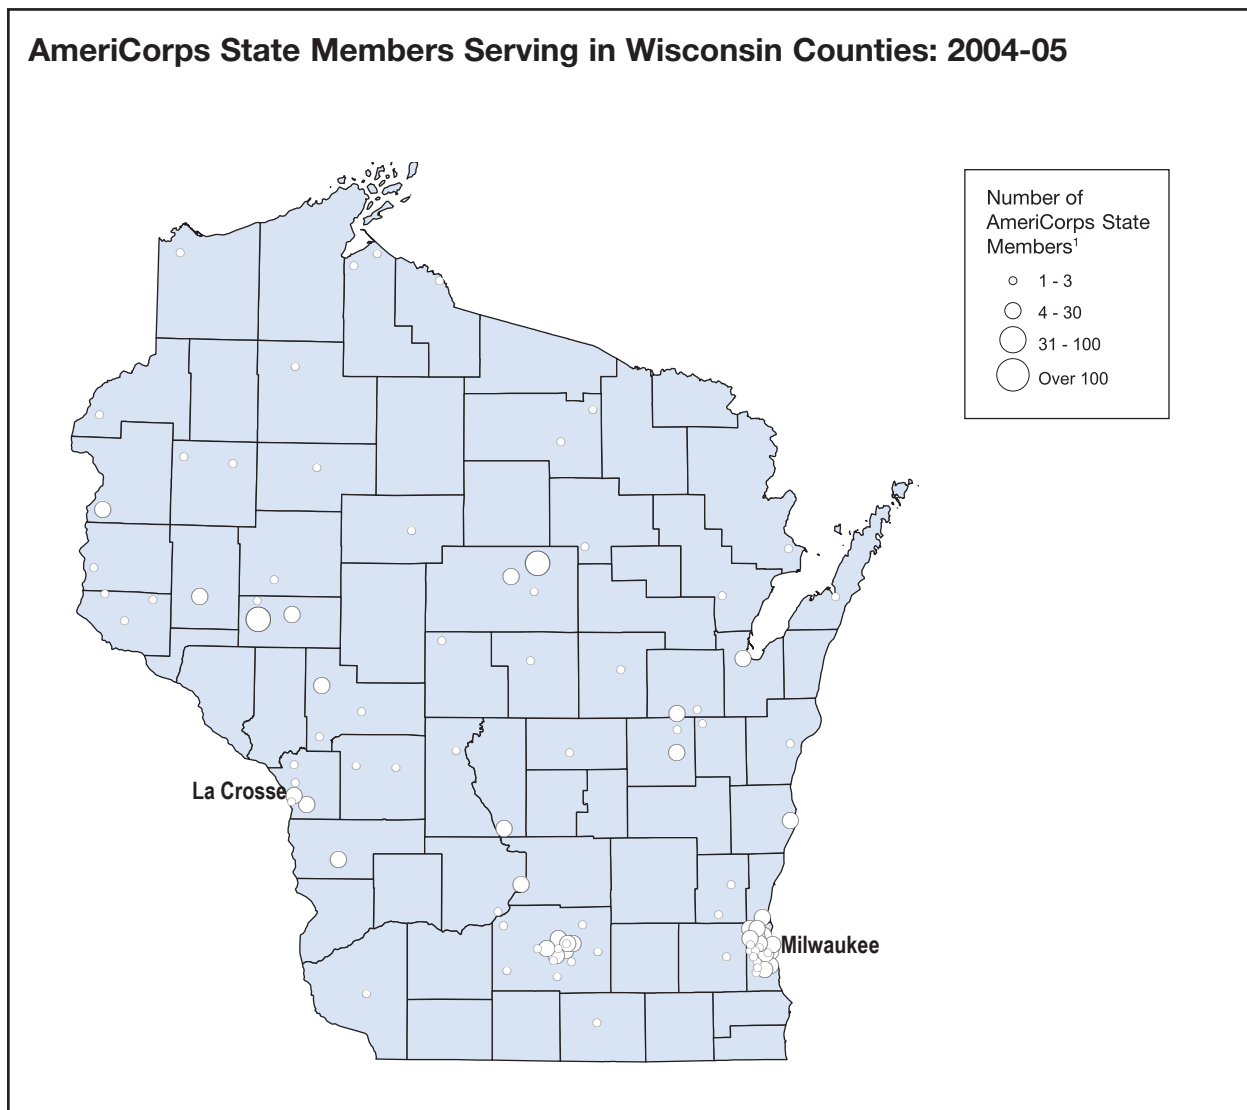 AmeriCorps State Members Serving in Wisconsin Counties: 2004-05
Number of
AmeriCorps State
Members¹
1 - 3
4 - 30
31 - 100
Over 100
La Crosse
Milwaukee